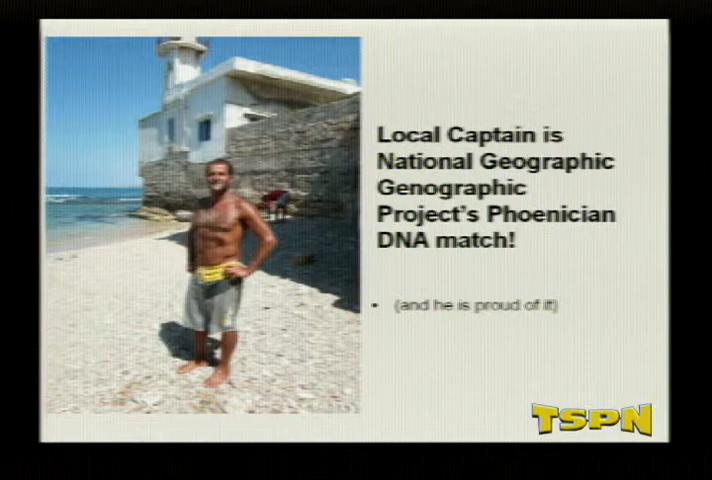 Local Captain is
National Geographic
Genographic
Project's Phoenician
DNA match!
• (and he is proud of it)
TSPN